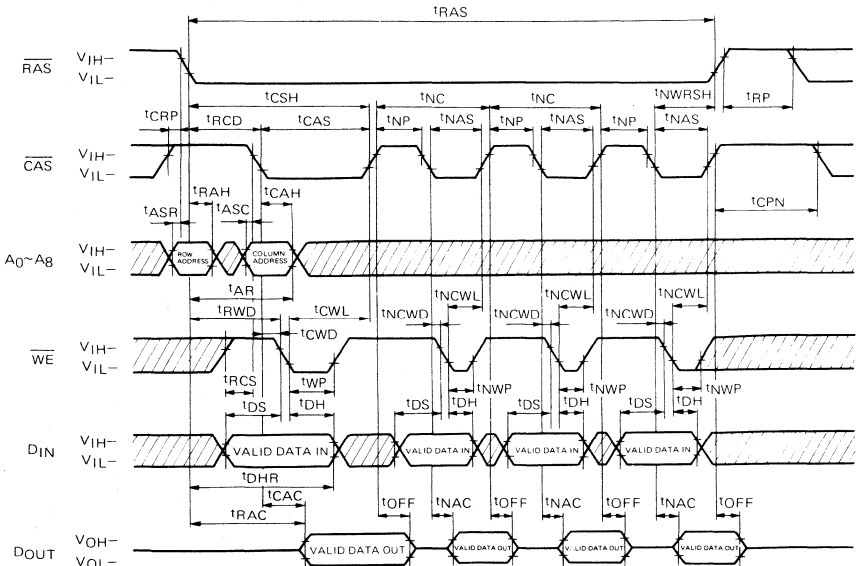 tRAS
RAS VIH–
VIL–
tCSH tNC tNC tNWRSH tRP
tCRP tRCD tCAS tNP tNAS tNP tNAS tNP tNAS
CAS VIH–
VIL–
tRAH tCAH
tASR tASC tCPN
A0~A8 VIH–
VIL–
ROW ADDRESS COLUMN ADDRESS
tAR
tRWD tCWL tNCWL tNCWL tNCWL
tCWD tNCWD tNCWD tNCWD
WE VIH–
VIL–
tRCS tWP tNWP tNWP tNWP
tDS tDH tDS tDH tDS tDH tDS tDH
DIN VIH–
VIL–
VALID DATA IN VALID DATA IN VALID DATA IN VALID DATA IN
tDHR
tCAC
tRAC tOFF tNAC tOFF tNAC tOFF tNAC tOFF
DOUT VOH–
VOL–
VALID DATA OUT VALID DATA OUT VALID DATA OUT VALID DATA OUT